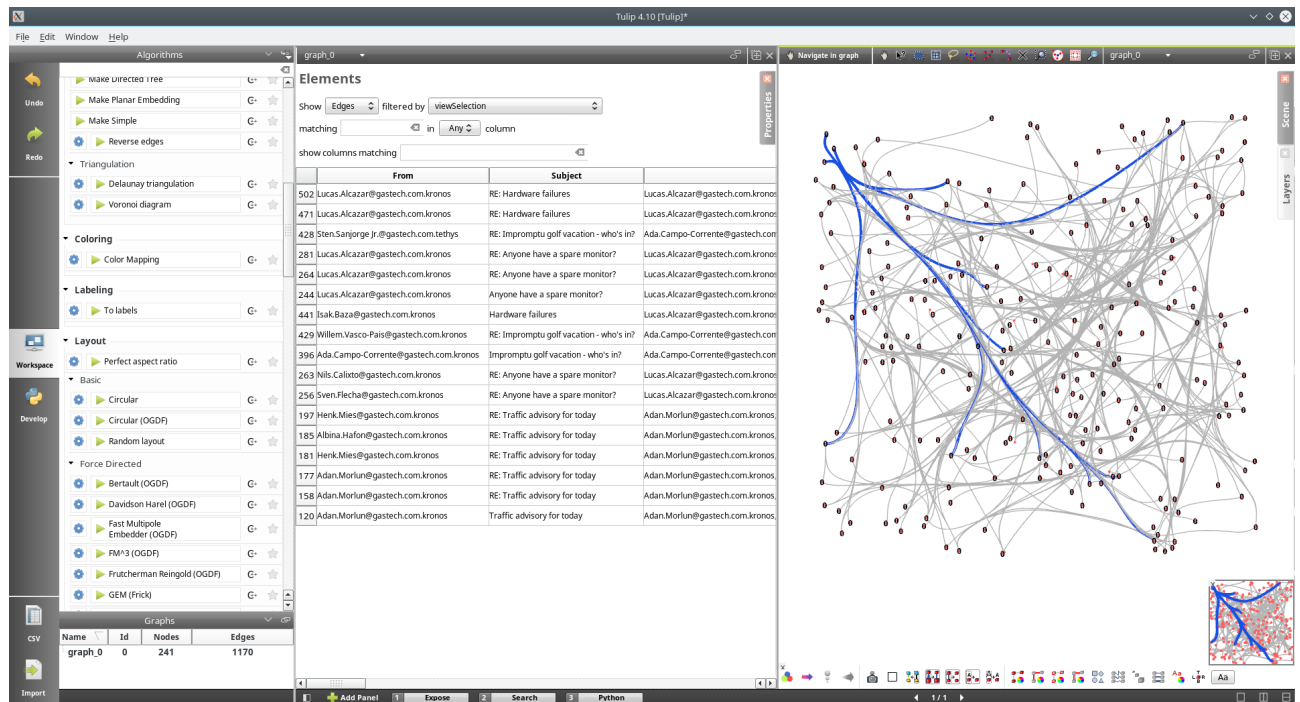 Tulip 4.10 [Tulip]*
File Edit Window Help
Algorithms
Undo
Redo
Workspace
Develop
CSV
Import
Make Directed Tree
Make Planar Embedding
Make Simple
Reverse edges
Triangulation
Delaunay triangulation
Voronoi diagram
Coloring
Color Mapping
Labeling
To labels
Layout
Perfect aspect ratio
Basic
Circular
Circular (OGDF)
Random layout
Force Directed
Bertault (OGDF)
Davidson Harel (OGDF)
Fast Multipole
Embedder (OGDF)
FM^3 (OGDF)
Frutcherman Reingold (OGDF)
GEM (Frick)
Graphs
Name Id Nodes Edges
graph_0 0 241 1170
graph_0
Elements
Show Edges filtered by viewSelection
matching in Any column
show columns matching
Properties
From Subject
502 Lucas.Alcazar@gastech.com.kronos RE: Hardware failures Lucas.Alcazar@gastech.com.kronos
471 Lucas.Alcazar@gastech.com.kronos RE: Hardware failures Lucas.Alcazar@gastech.com.kronos
428 Sten.Sanjorge Jr.@gastech.com.tethys RE: Impromptu golf vacation - who's in? Ada.Campo-Corrente@gastech.com
281 Lucas.Alcazar@gastech.com.kronos RE: Anyone have a spare monitor? Lucas.Alcazar@gastech.com.kronos
264 Lucas.Alcazar@gastech.com.kronos RE: Anyone have a spare monitor? Lucas.Alcazar@gastech.com.kronos
244 Lucas.Alcazar@gastech.com.kronos Anyone have a spare monitor? Lucas.Alcazar@gastech.com.kronos
441 Isak.Baza@gastech.com.kronos Hardware failures Lucas.Alcazar@gastech.com.kronos
429 Willem.Vasco-Pais@gastech.com.kronos RE: Impromptu golf vacation - who's in? Ada.Campo-Corrente@gastech.com
396 Ada.Campo-Corrente@gastech.com.kronos Impromptu golf vacation - who's in? Ada.Campo-Corrente@gastech.com
263 Nils.Calixto@gastech.com.kronos RE: Anyone have a spare monitor? Lucas.Alcazar@gastech.com.kronos
256 Sven.Flecha@gastech.com.kronos RE: Anyone have a spare monitor? Lucas.Alcazar@gastech.com.kronos
197 Henk.Mies@gastech.com.kronos RE: Traffic advisory for today Adan.Morlun@gastech.com.kronos,
185 Albina.Hafon@gastech.com.kronos RE: Traffic advisory for today Adan.Morlun@gastech.com.kronos,
181 Henk.Mies@gastech.com.kronos RE: Traffic advisory for today Adan.Morlun@gastech.com.kronos,
177 Adan.Morlun@gastech.com.kronos RE: Traffic advisory for today Adan.Morlun@gastech.com.kronos,
158 Adan.Morlun@gastech.com.kronos RE: Traffic advisory for today Adan.Morlun@gastech.com.kronos,
120 Adan.Morlun@gastech.com.kronos Traffic advisory for today Adan.Morlun@gastech.com.kronos,
Add Panel 1 Expose 2 Search 3 Python
Navigate in graph
graph_0
Scene
Layers
Aa
1/1